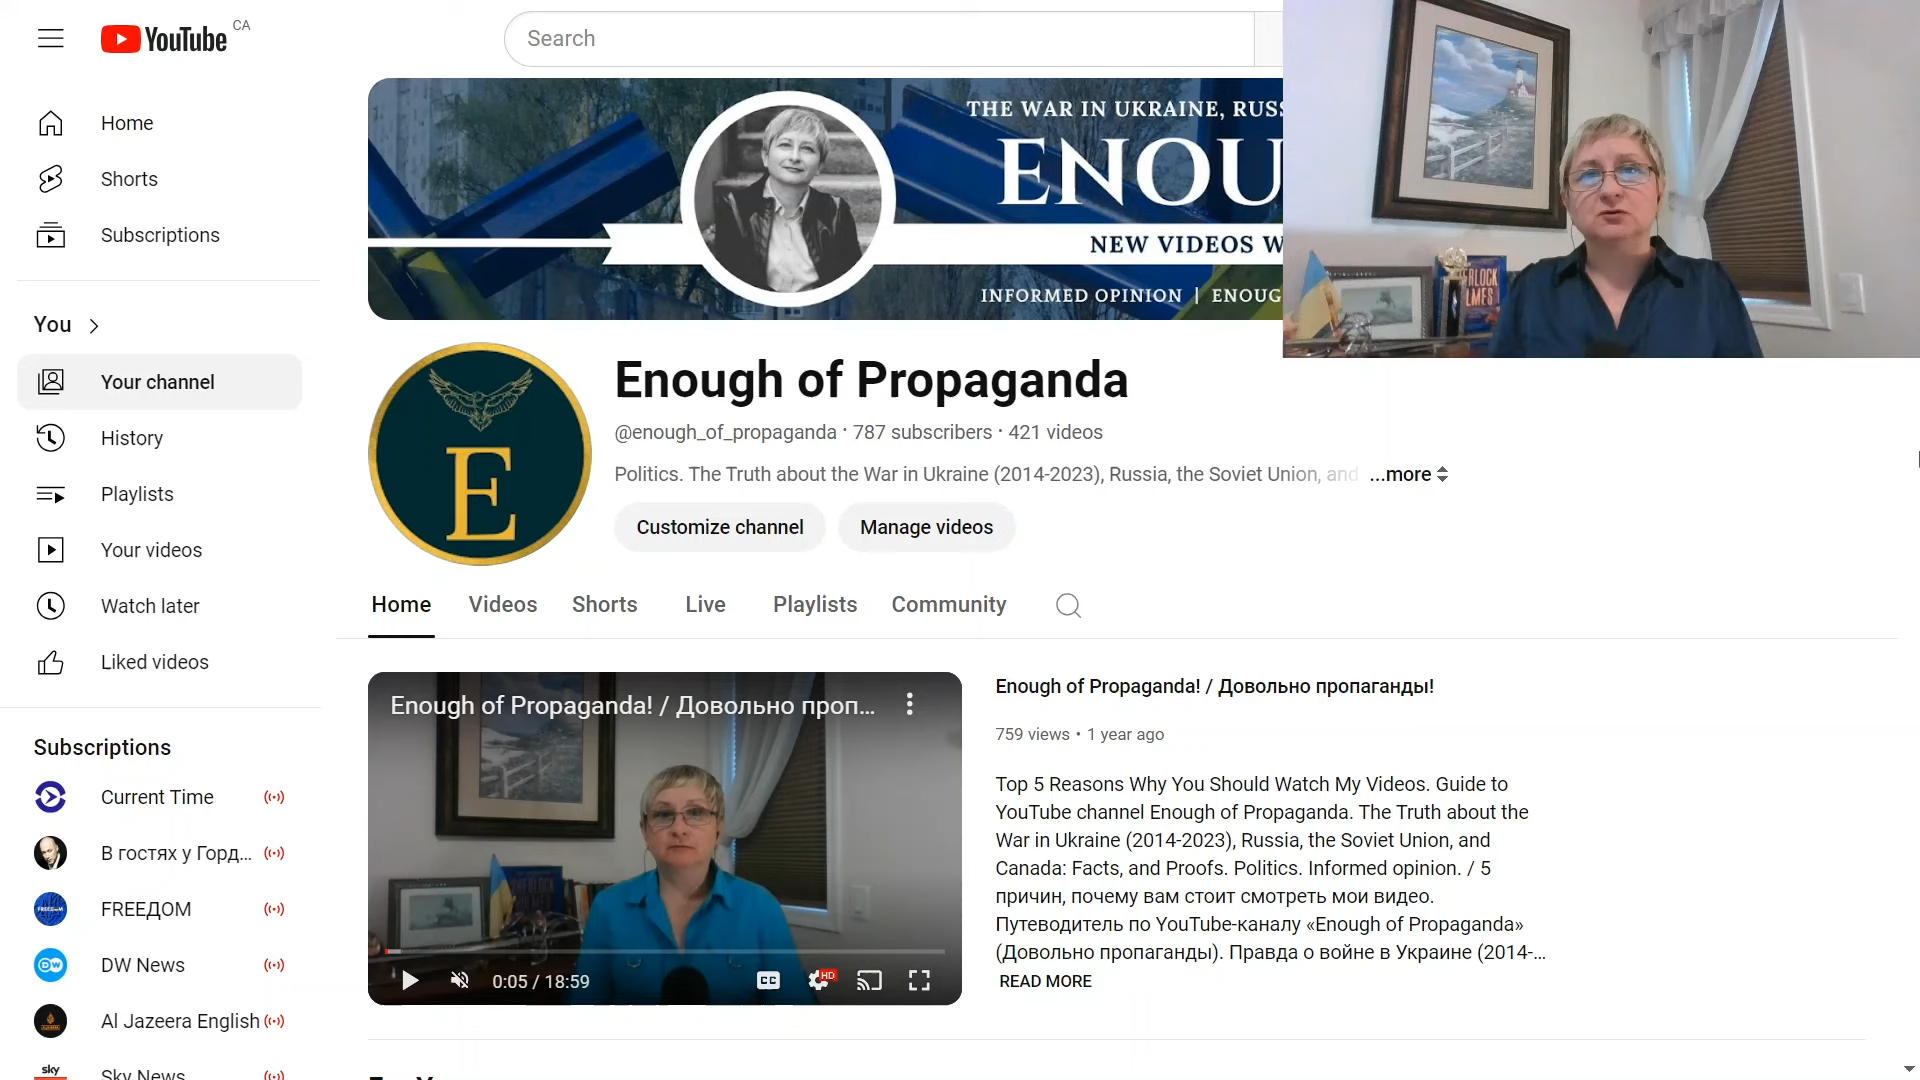 YouTube CA
Search
Home
Shorts
Subscriptions
You
Your channel
History
Playlists
Your videos
Watch later
Liked videos
Subscriptions
Current Time
В гостях у Горд...
FREEДОМ
DW News
Al Jazeera English
sky
Sky News
THE WAR IN UKRAINE, RUSS
ENOU
NEW VIDEOS W
INFORMED OPINION | ENOUG
E
Enough of Propaganda
@enough_of_propaganda · 787 subscribers · 421 videos
Politics. The Truth about the War in Ukraine (2014-2023), Russia, the Soviet Union, and ...more
Customize channel
Manage videos
Home Videos Shorts Live Playlists Community
Enough of Propaganda! / Довольно проп...
0:05 / 18:59
CC
HD
Enough of Propaganda! / Довольно пропаганды!
759 views • 1 year ago
Top 5 Reasons Why You Should Watch My Videos. Guide to
YouTube channel Enough of Propaganda. The Truth about the
War in Ukraine (2014-2023), Russia, the Soviet Union, and
Canada: Facts, and Proofs. Politics. Informed opinion. / 5
причин, почему вам стоит смотреть мои видео.
Путеводитель по YouTube-каналу «Enough of Propaganda»
(Довольно пропаганды). Правда о войне в Украине (2014-...
READ MORE